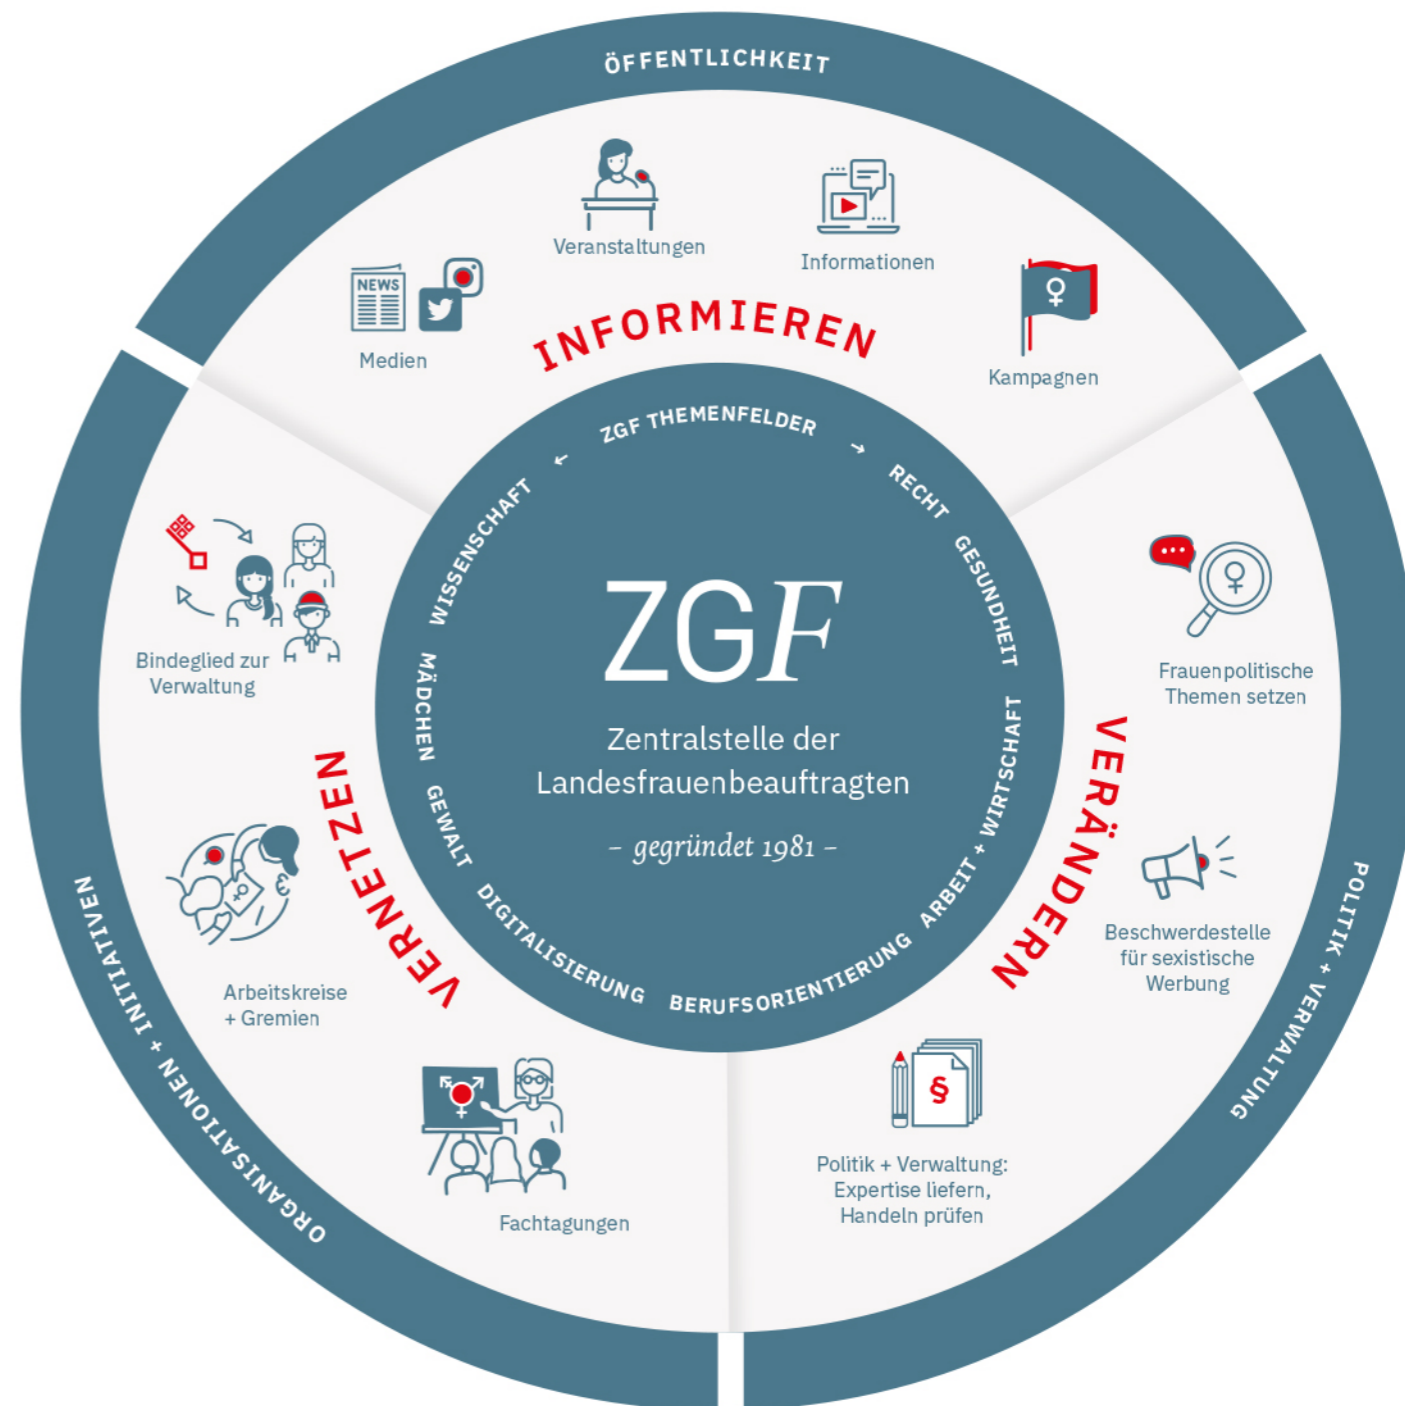 ÖFFENTLICHKEIT
Veranstaltungen
Informationen
NEWS
Medien
Kampagnen
INFORMIEREN
← ZGF THEMENFELDER →
RECHT
GESUNDHEIT
ARBEIT + WIRTSCHAFT
BERUFSORIENTIERUNG
DIGITALISIERUNG
GEWALT
MÄDCHEN
WISSENSCHAFT
ZGF
Zentralstelle der
Landesfrauenbeauftragten
– gegründet 1981 –
Frauenpolitische
Themen setzen
VERÄNDERN
Beschwerdestelle
für sexistische
Werbung
§
Politik + Verwaltung:
Expertise liefern,
Handeln prüfen
POLITIK + VERWALTUNG
Bindeglied zur
Verwaltung
VERNETZEN
Arbeitskreise
+ Gremien
Fachtagungen
ORGANISATIONEN + INITIATIVEN